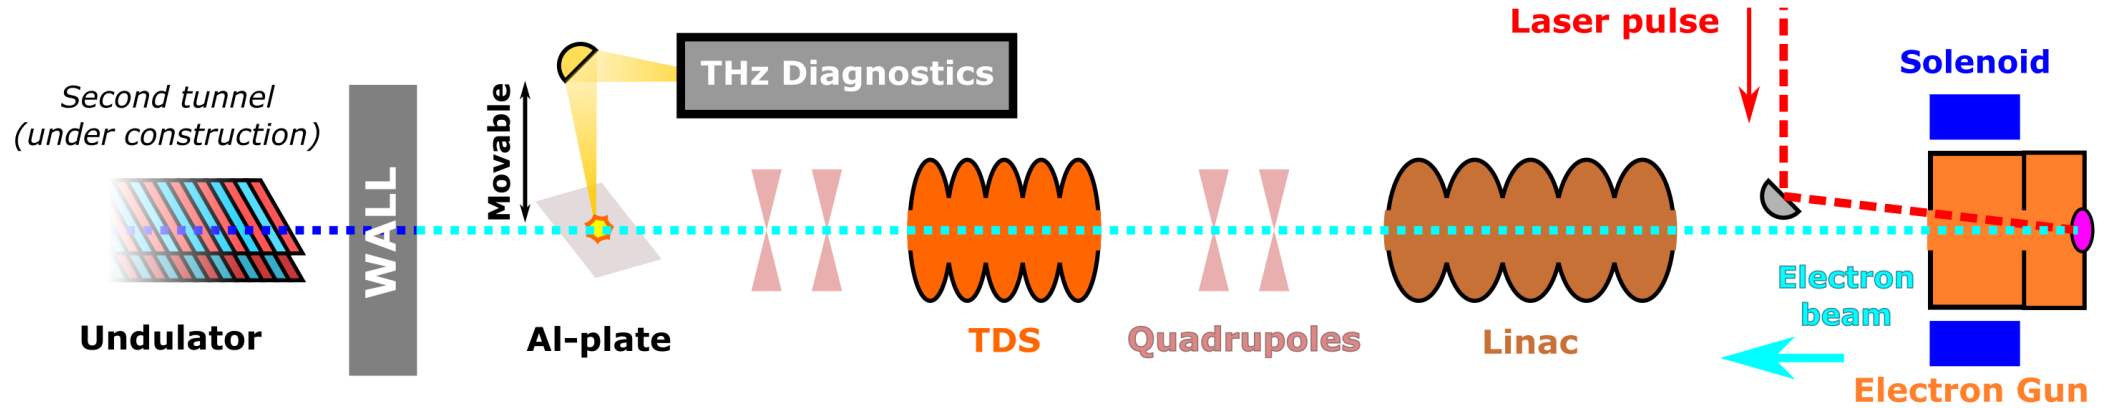 Laser pulse
Solenoid
THz Diagnostics
Second tunnel
(under construction)
Movable
WALL
Electron
beam
Undulator
Al-plate
TDS
Quadrupoles
Linac
Electron Gun